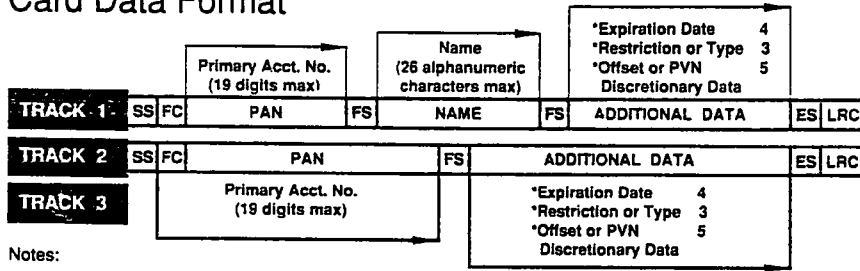 Card Data Format
Primary Acct. No.
(19 digits max)
Name
(26 alphanumeric
characters max)
*Expiration Date 4
*Restriction or Type 3
*Offset or PVN 5
Discretionary Data
TRACK 1 SS FC PAN FS NAME FS ADDITIONAL DATA ES LRC
TRACK 2 SS FC PAN FS ADDITIONAL DATA ES LRC
TRACK 3
Primary Acct. No.
(19 digits max)
*Expiration Date 4
*Restriction or Type 3
*Offset or PVN 5
Discretionary Data
Notes: